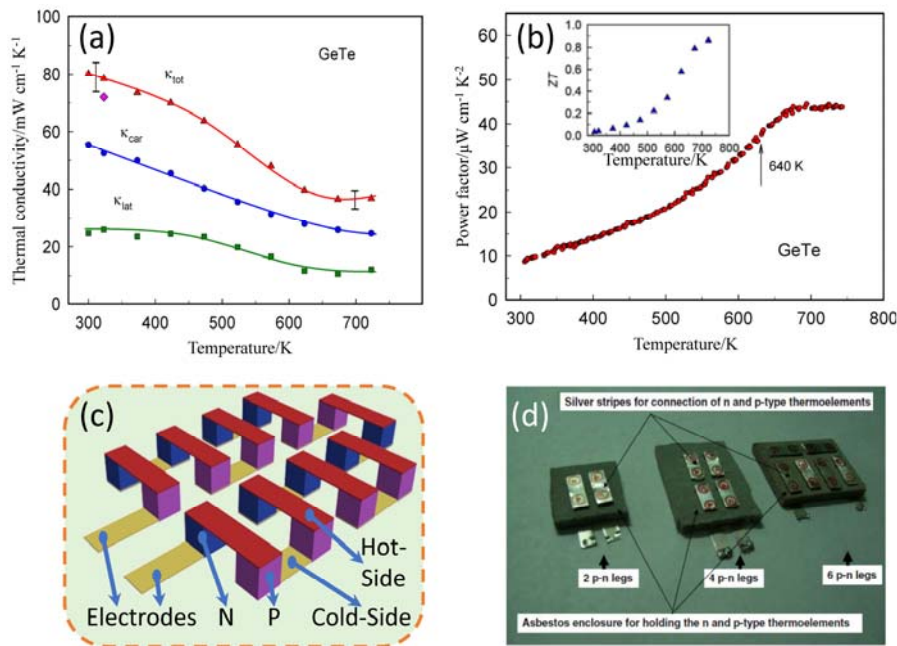 (a)
GeTe
κtot
κcar
κlat
Thermal conductivity/mW cm-1 K-1
100
80
60
40
20
0
300 400 500 600 700
Temperature/K
(b)
1.0
0.8
0.6
0.4
0.2
0.0
ZT
300 400 500 600 700 800
Temperature/K
640 K
GeTe
Power factor/μW cm-1 K-2
60
50
40
30
20
10
0
300 400 500 600 700 800
Temperature/K
(c)
Hot-
Side
Electrodes N P Cold-Side
(d)
Silver stripes for connection of n and p-type thermoelements
2 p-n legs
4 p-n legs
6 p-n legs
Asbestos enclosure for holding the n and p-type thermoelements